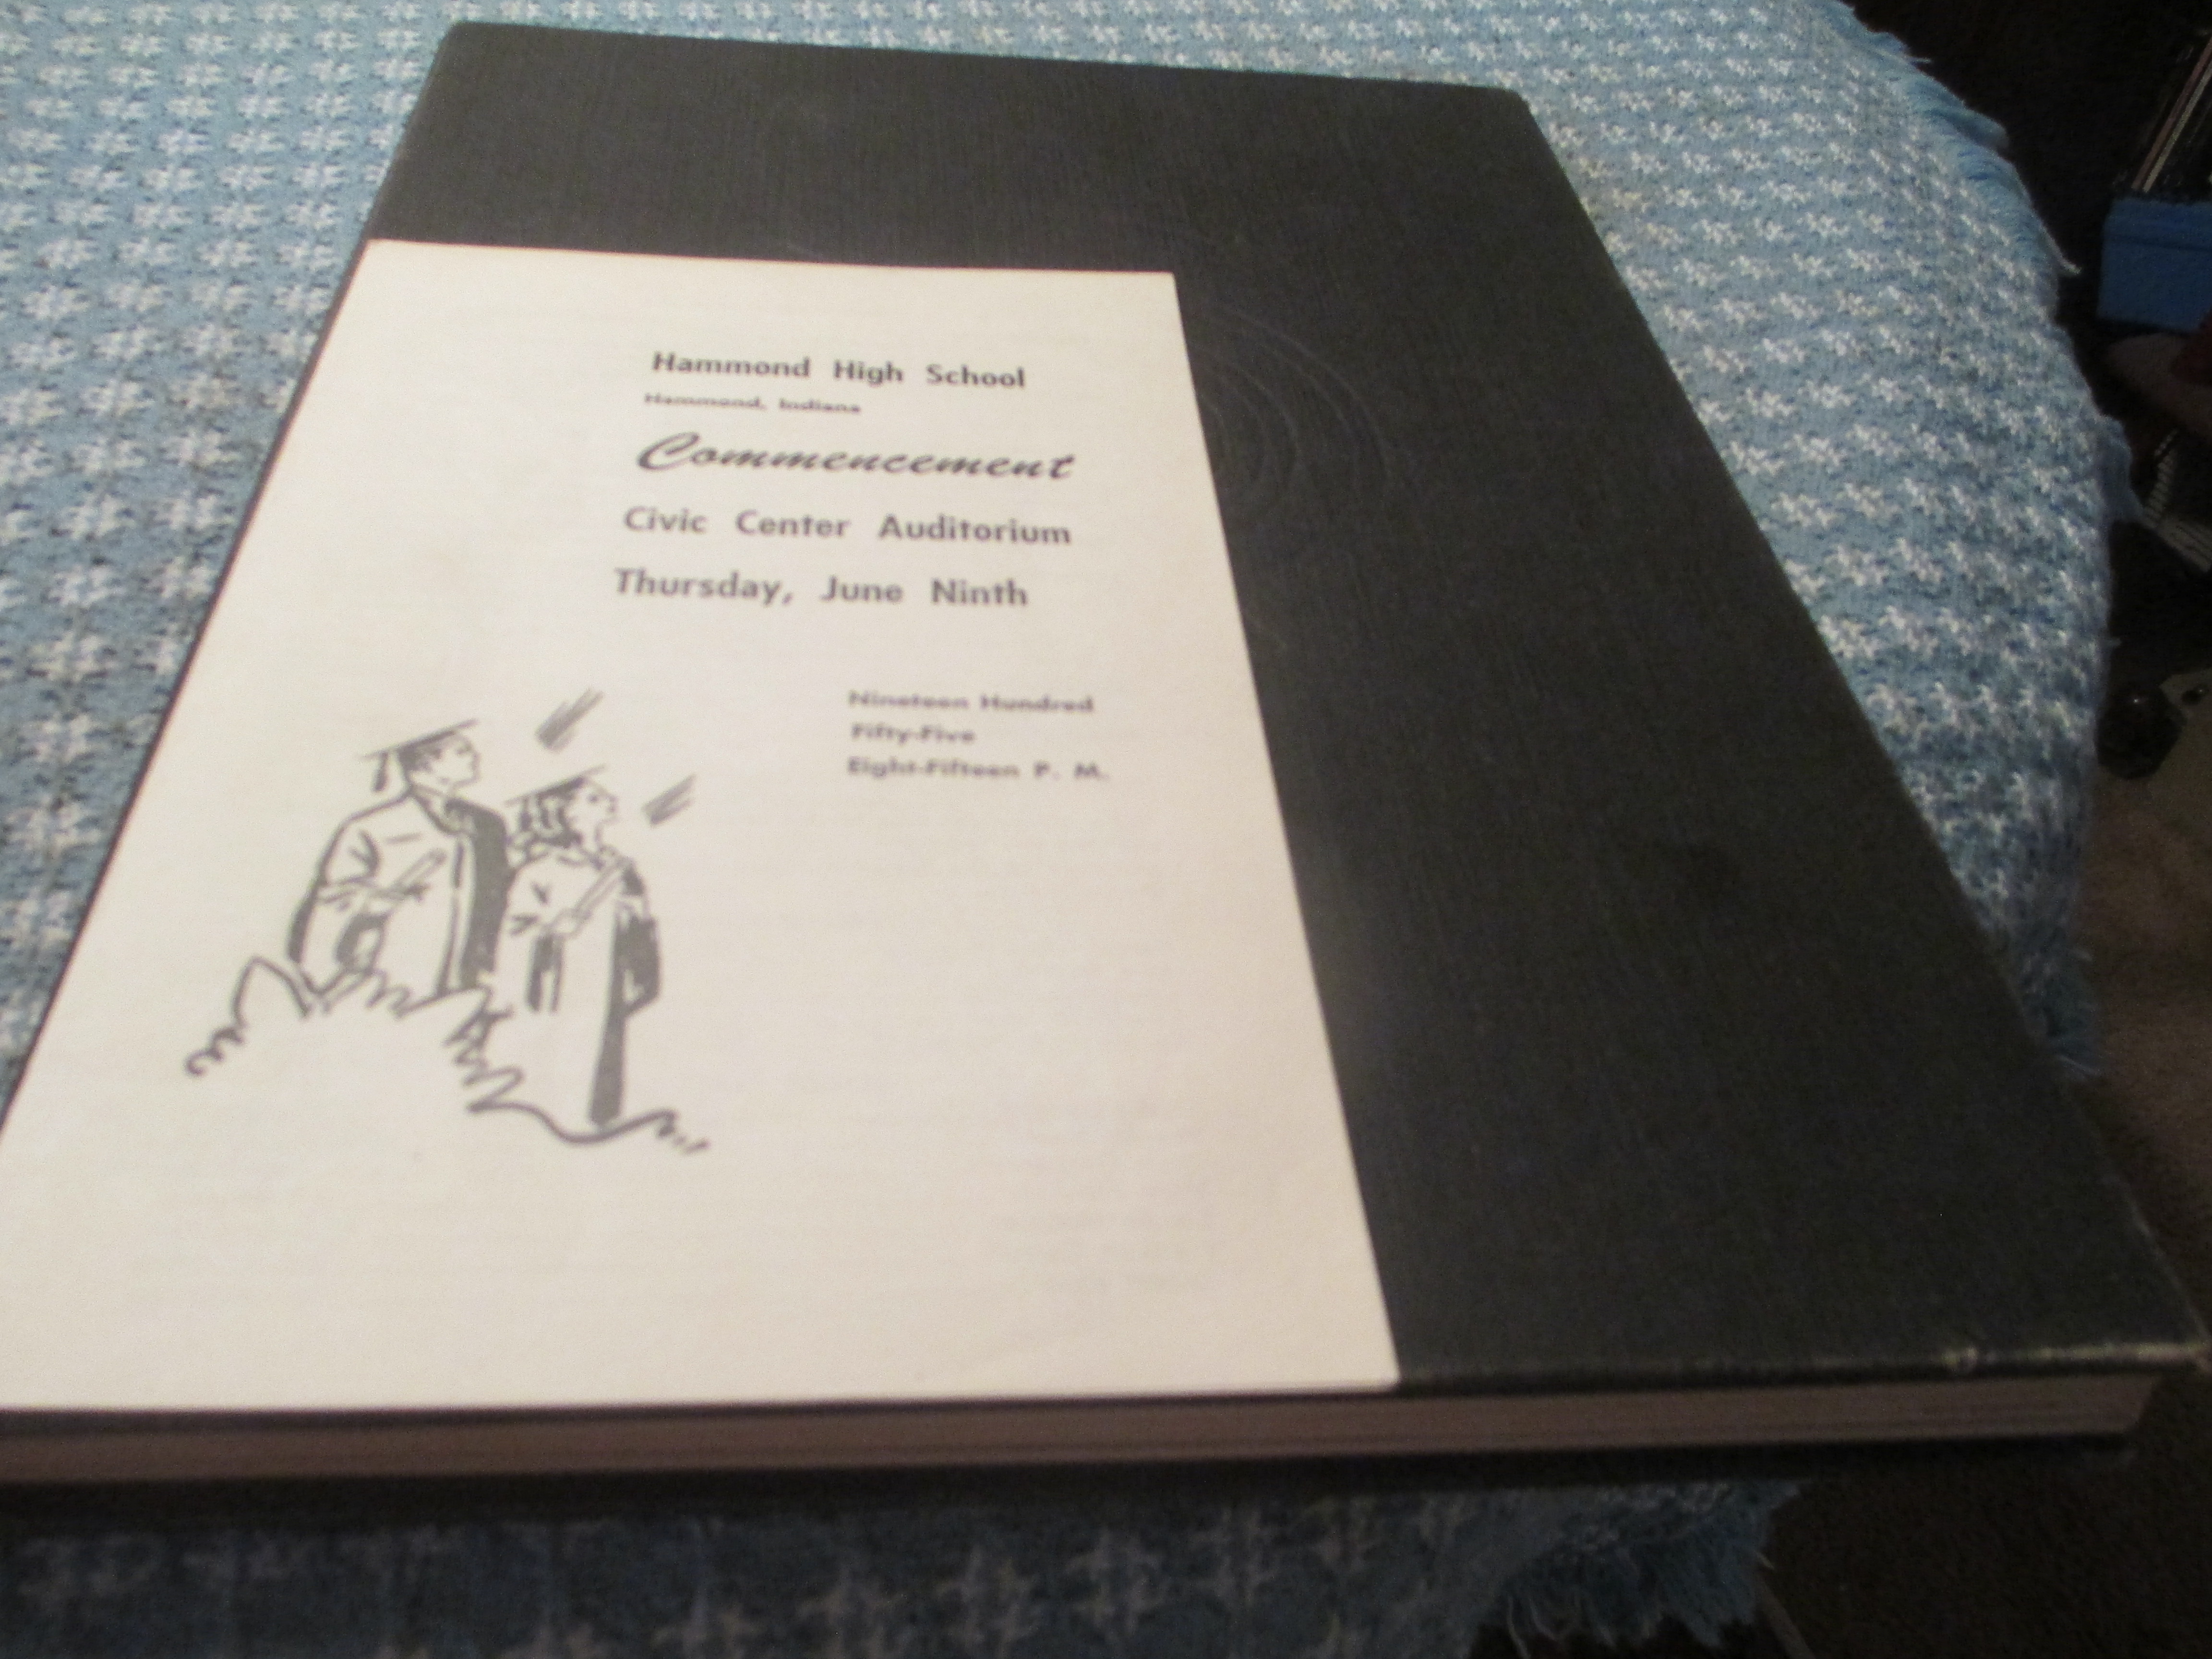 Hammond High School
Hammond, Indiana
Commencement
Civic Center Auditorium
Thursday, June Ninth
Nineteen Hundred
Fifty-Five
Eight-Fifteen P. M.